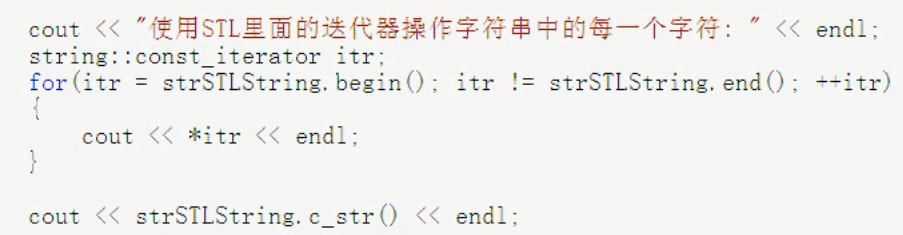 cout << "使用STL里面的迭代器操作字符串中的每一个字符: " << endl;
string::const_iterator itr;
for(itr = strSTLString.begin(); itr != strSTLString.end(); ++itr)
{
    cout << *itr << endl;
}
cout << strSTLString.c_str() << endl;